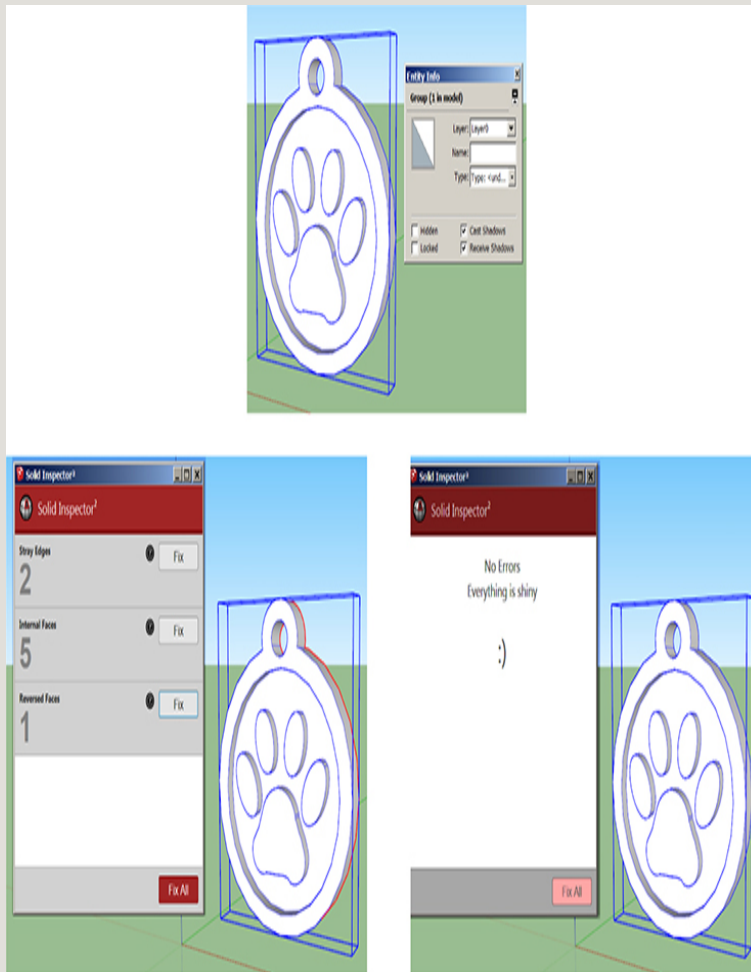 Entity Info
Group (1 in model)
Layer: Layer0
Name:
Type: Type: <und...
Hidden
Cast Shadows
Locked
Receive Shadows
Solid Inspector²
Solid Inspector²
Stray Edges
2
Fix
Internal Faces
5
Fix
Reversed Faces
1
Fix
Fix All
Solid Inspector²
Solid Inspector²
No Errors
Everything is shiny
:)
Fix All